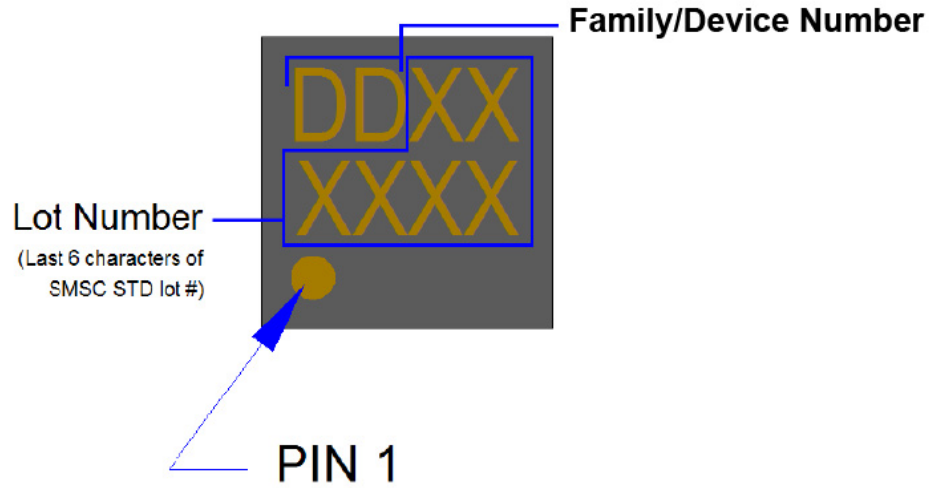 Family/Device Number
DDXX
XXXX
Lot Number
(Last 6 characters of
SMSC STD lot #)
PIN 1